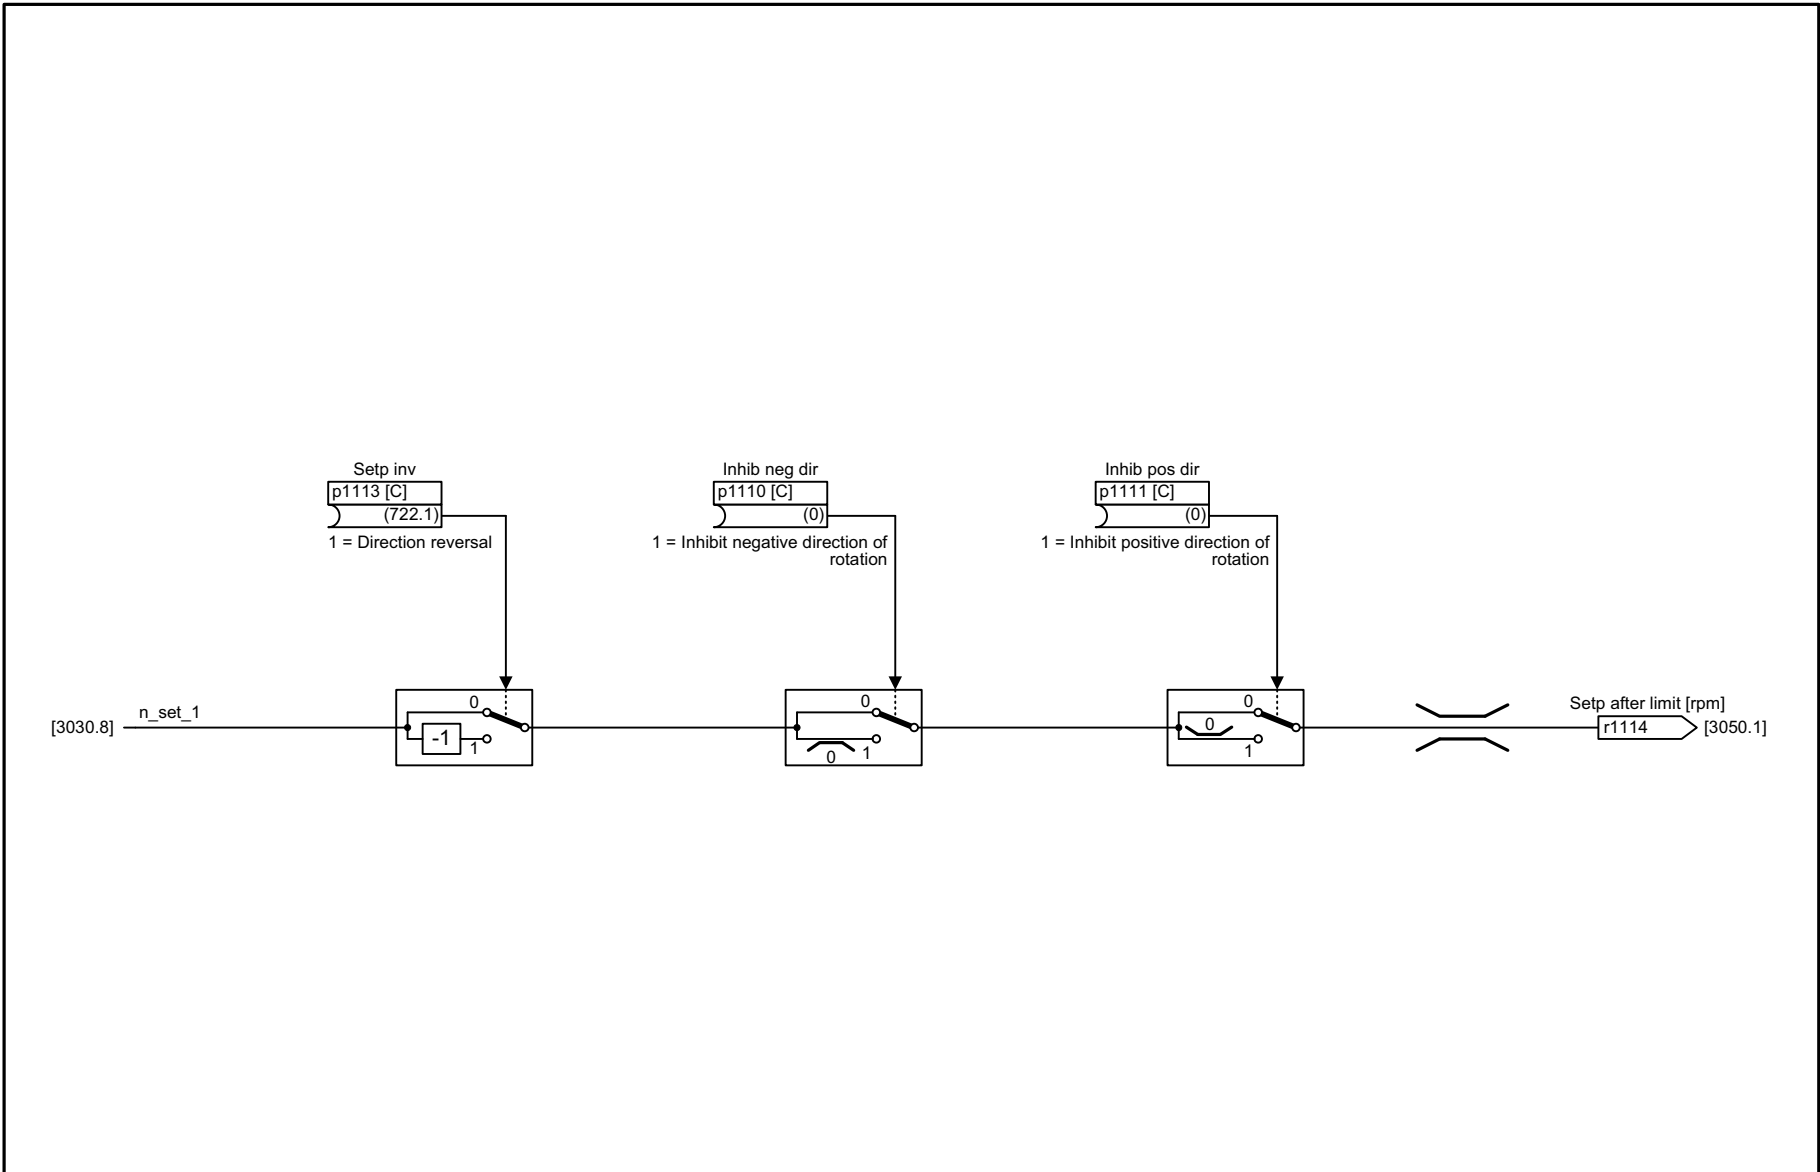 Setp inv
p1113 [C]
(722.1)
1 = Direction reversal
Inhib neg dir
p1110 [C]
(0)
1 = Inhibit negative direction of
rotation
Inhib pos dir
p1111 [C]
(0)
1 = Inhibit positive direction of
rotation
[3030.8]
n_set_1
0
-1
1
0
0
1
0
0
1
Setp after limit [rpm]
r1114
[3050.1]